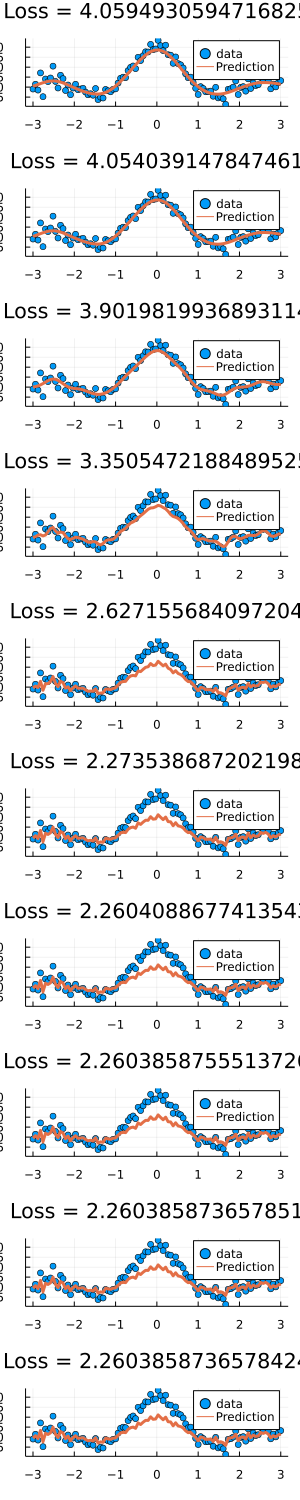 Loss = 4.059493059471682
data
Prediction
−3 −2 −1 0 1 2 3
Loss = 4.054039147847461
data
Prediction
−3 −2 −1 0 1 2 3
Loss = 3.901981993689311
data
Prediction
−3 −2 −1 0 1 2 3
Loss = 3.350547218848952
data
Prediction
−3 −2 −1 0 1 2 3
Loss = 2.627155684097204
data
Prediction
−3 −2 −1 0 1 2 3
Loss = 2.273538687202198
data
Prediction
−3 −2 −1 0 1 2 3
Loss = 2.260408867741354
data
Prediction
−3 −2 −1 0 1 2 3
Loss = 2.260385875551372
data
Prediction
−3 −2 −1 0 1 2 3
Loss = 2.260385873657851
data
Prediction
−3 −2 −1 0 1 2 3
Loss = 2.260385873657842
data
Prediction
−3 −2 −1 0 1 2 3